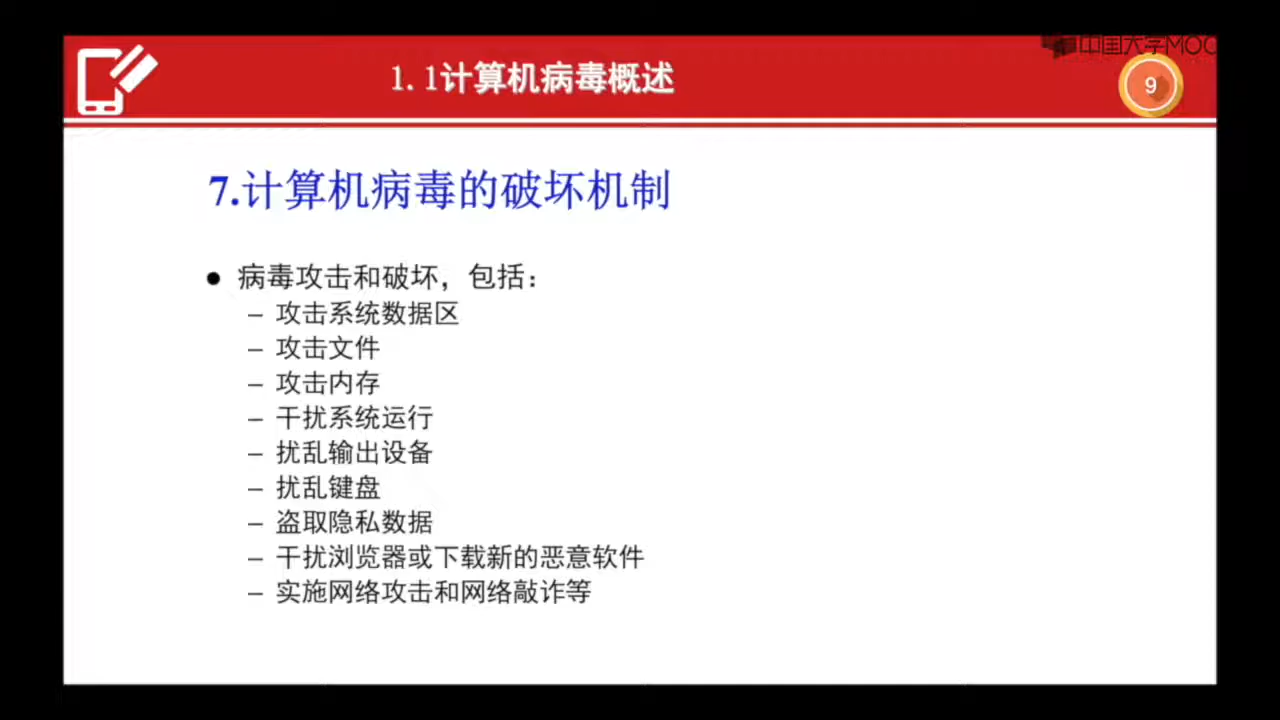 中国大学MOO
1.1计算机病毒概述
9
7.计算机病毒的破坏机制
● 病毒攻击和破坏，包括：
– 攻击系统数据区
– 攻击文件
– 攻击内存
– 干扰系统运行
– 扰乱输出设备
– 扰乱键盘
– 盗取隐私数据
– 干扰浏览器或下载新的恶意软件
– 实施网络攻击和网络敲诈等